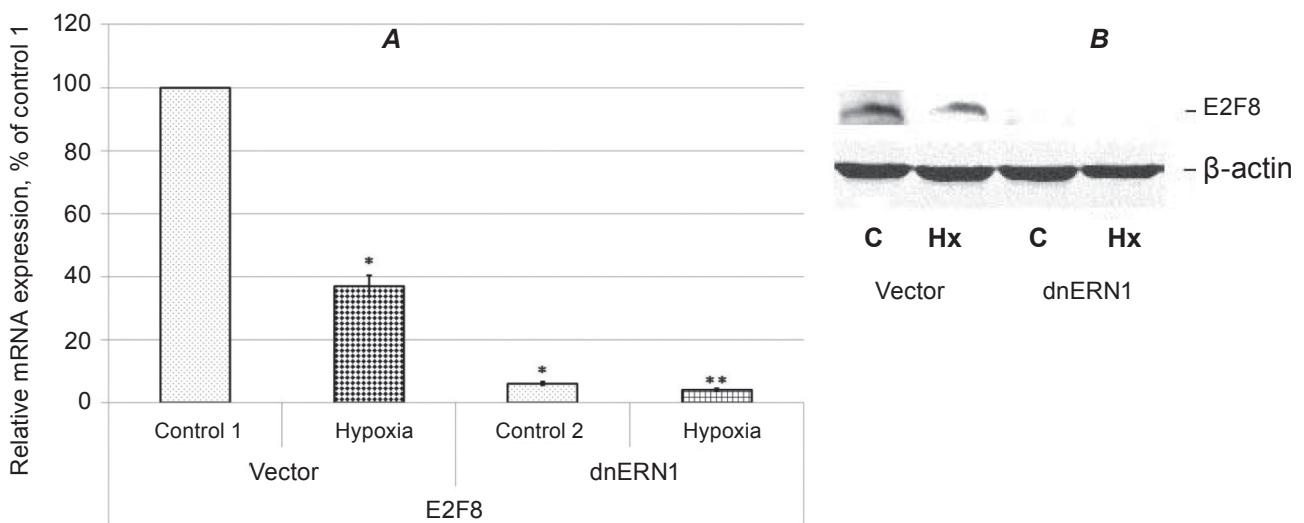 Relative mRNA expression, % of control 1
120
100
80
60
40
20
0
A
*
*
**
Control 1 Hypoxia Control 2 Hypoxia
Vector dnERN1
E2F8
B
– E2F8
– β-actin
C Hx C Hx
Vector dnERN1